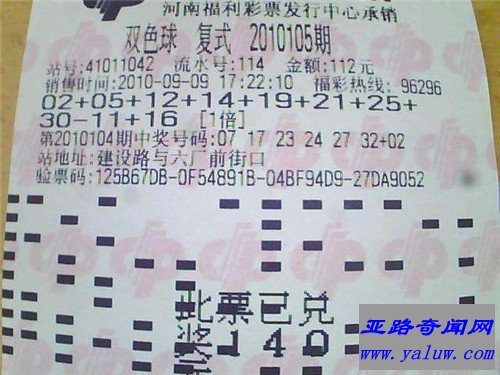 河南福利彩票发行中心承销
双色球 复式 2010105期
站号:41011042 流水号:114 金额:112元
销售时间:2010-09-09 17:22:10 福彩热线: 96296
02+05+12+14+19+21+25+
30-11+16 [1倍]
第2010104期中奖号码:07 17 23 24 27 32+02
站地址:建设路与六厂前街口
验票码:125B67DB-0F54891B-04BF94D9-27DA9052
此票已兑
奖140
亚路奇闻网
www.yaluw.com